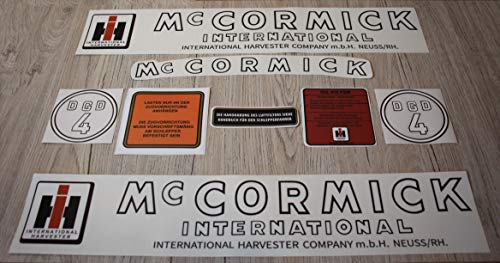 McCORMICK
INTERNATIONAL
INTERNATIONAL HARVESTER COMPANY m.b.H. NEUSS/RH.
IH
INTERNATIONAL
HARVESTER
McCORMICK
DGD
4
LASTEN NUR AN DER
ZUGVORRICHTUNG
ANHÄNGEN
DIE ZUGVORRICHTUNG
MUSS VORSCHRIFTSMÄßIG
AM SCHLEPPER
BEFESTIGT SEIN
DIE HANDHABUNG DES LUFTFILTERS SIEHE
HANDBUCH FÜR DEN SCHLEPPERFAHRER
DGD
4
IH
INTERNATIONAL
HARVESTER
McCORMICK
INTERNATIONAL
INTERNATIONAL HARVESTER COMPANY m.b.H. NEUSS/RH.